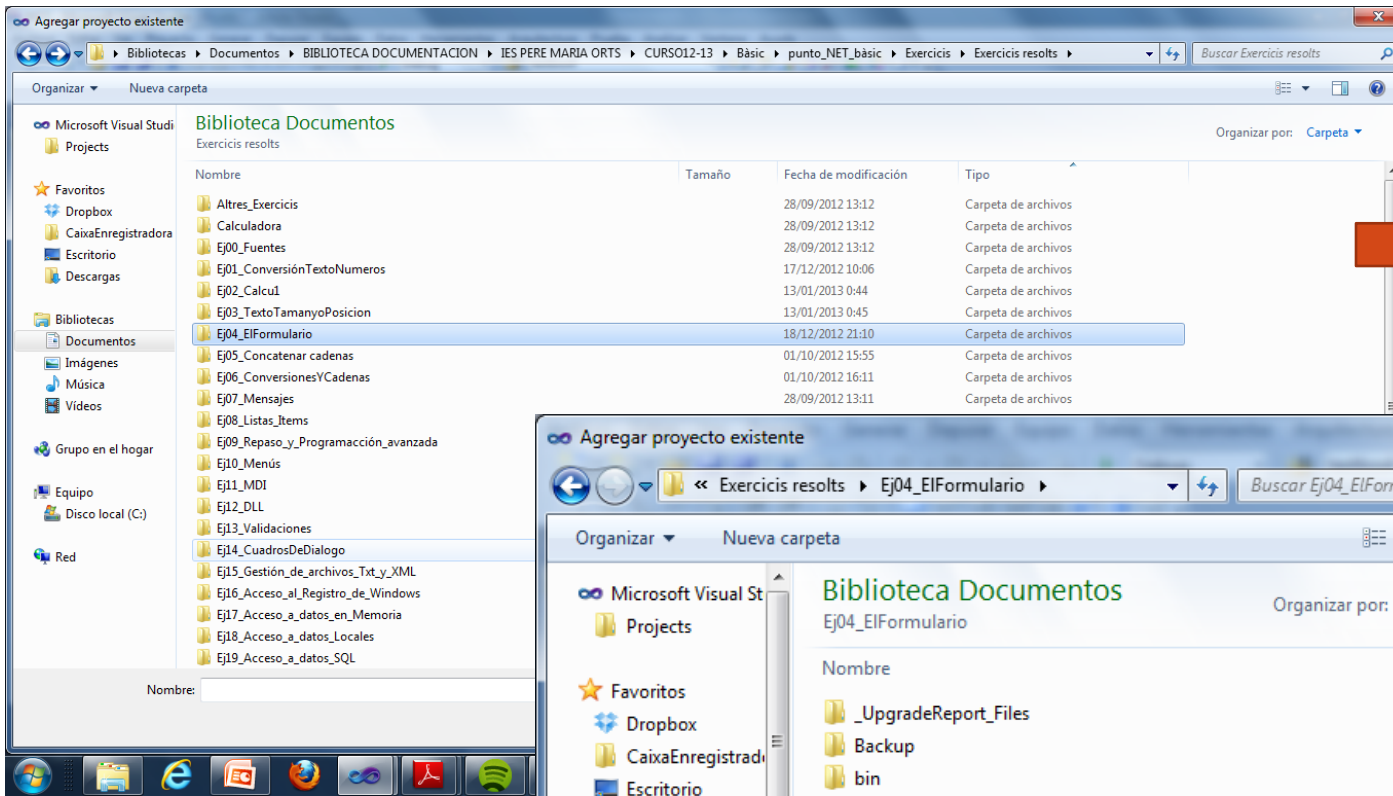 Agregar proyecto existente
Bibliotecas ▸ Documentos ▸ BIBLIOTECA DOCUMENTACION ▸ IES PERE MARIA ORTS ▸ CURSO12-13 ▸ Bàsic ▸ punto_NET_bàsic ▸ Exercicis ▸ Exercicis resolts ▸ Buscar Exercicis resolts
Organizar Nueva carpeta
Microsoft Visual Studi
Projects
Favoritos
Dropbox
CaixaEnregistradora
Escritorio
Descargas
Bibliotecas
Documentos
Imágenes
Música
Vídeos
Grupo en el hogar
Equipo
Disco local (C:)
Red
Biblioteca Documentos
Exercicis resolts
Organizar por: Carpeta
Nombre Tamaño Fecha de modificación Tipo
Altres_Exercicis 28/09/2012 13:12 Carpeta de archivos
Calculadora 28/09/2012 13:12 Carpeta de archivos
Ej00_Fuentes 28/09/2012 13:12 Carpeta de archivos
Ej01_ConversiónTextoNumeros 17/12/2012 10:06 Carpeta de archivos
Ej02_Calcu1 13/01/2013 0:44 Carpeta de archivos
Ej03_TextoTamanyoPosicion 13/01/2013 0:45 Carpeta de archivos
Ej04_ElFormulario 18/12/2012 21:10 Carpeta de archivos
Ej05_Concatenar cadenas 01/10/2012 15:55 Carpeta de archivos
Ej06_ConversionesYCadenas 01/10/2012 16:11 Carpeta de archivos
Ej07_Mensajes 28/09/2012 13:11 Carpeta de archivos
Ej08_Listas_Items
Ej09_Repaso_y_Programacción_avanzada
Ej10_Menús
Ej11_MDI
Ej12_DLL
Ej13_Validaciones
Ej14_CuadrosDeDialogo
Ej15_Gestión_de_archivos_Txt_y_XML
Ej16_Acceso_al_Registro_de_Windows
Ej17_Acceso_a_datos_en_Memoria
Ej18_Acceso_a_datos_Locales
Ej19_Acceso_a_datos_SQL
Nombre:
Agregar proyecto existente
« Exercicis resolts ▸ Ej04_ElFormulario ▸ Buscar Ej04_ElForm
Organizar Nueva carpeta
Microsoft Visual St
Projects
Favoritos
Dropbox
CaixaEnregistrad
Escritorio
Biblioteca Documentos
Ej04_ElFormulario
Organizar por:
Nombre
_UpgradeReport_Files
Backup
bin